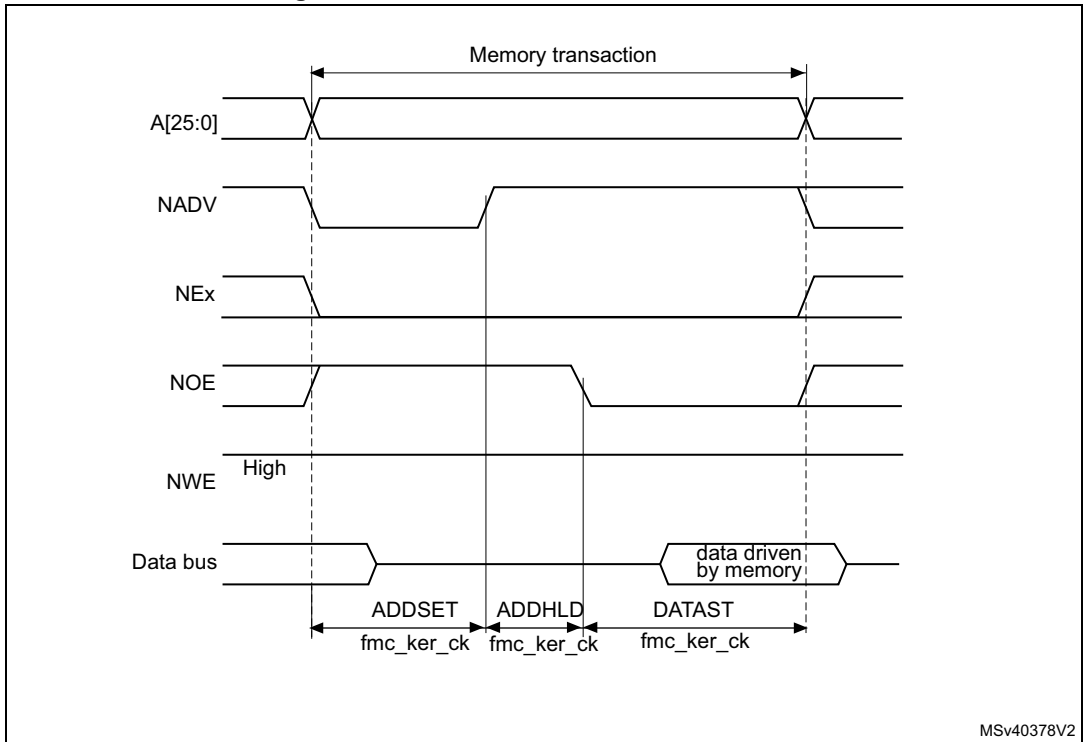 Memory transaction
A[25:0]
NADV
NEx
NOE
High
NWE
Data bus
data driven
by memory
ADDSET
ADDHLD
DATAST
fmc_ker_ck
fmc_ker_ck
fmc_ker_ck
MSv40378V2